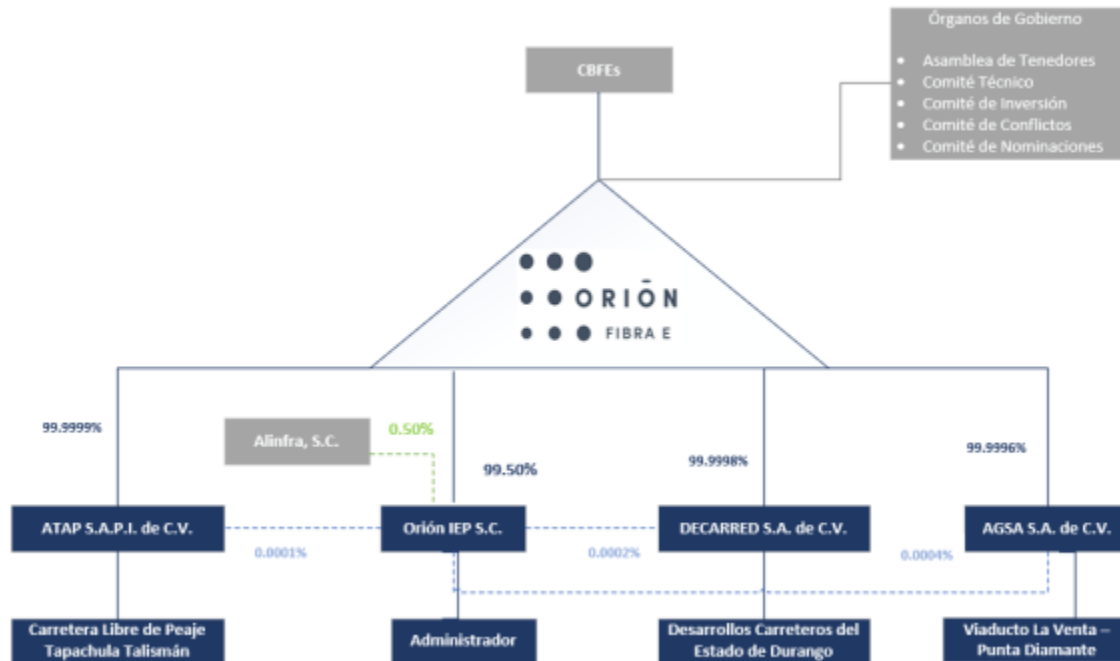 Órganos de Gobierno
• Asamblea de Tenedores
• Comité Técnico
• Comité de Inversión
• Comité de Conflictos
• Comité de Nominaciones
CBFEs
ORIÓN
FIBRA E
99.9999%
Alinfra, S.C.
0.50%
99.50%
99.9998%
99.9996%
ATAP S.A.P.I. de C.V.
Orión IEP S.C.
DECARRED S.A. de C.V.
AGSA S.A. de C.V.
0.0001%
0.0002%
0.0004%
Carretera Libre de Peaje
Tapachula Talismán
Administrador
Desarrollos Carreteros del
Estado de Durango
Viaducto La Venta –
Punta Diamante